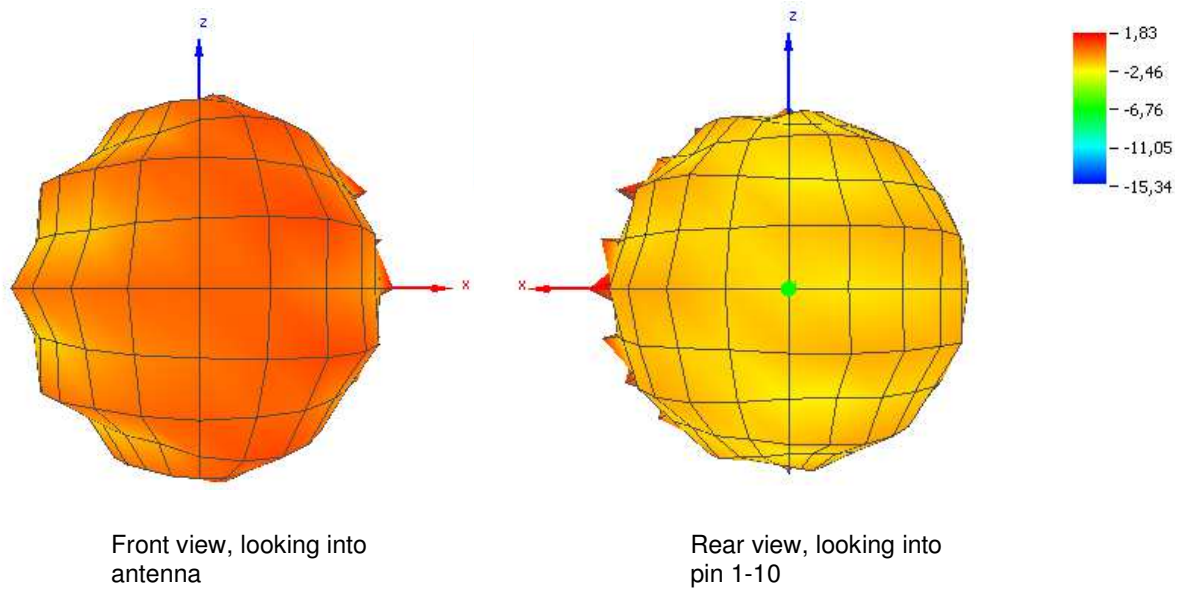 z
z
1,83
-2,46
-6,76
-11,05
-15,34
x
x
Front view, looking into
antenna
Rear view, looking into
pin 1-10